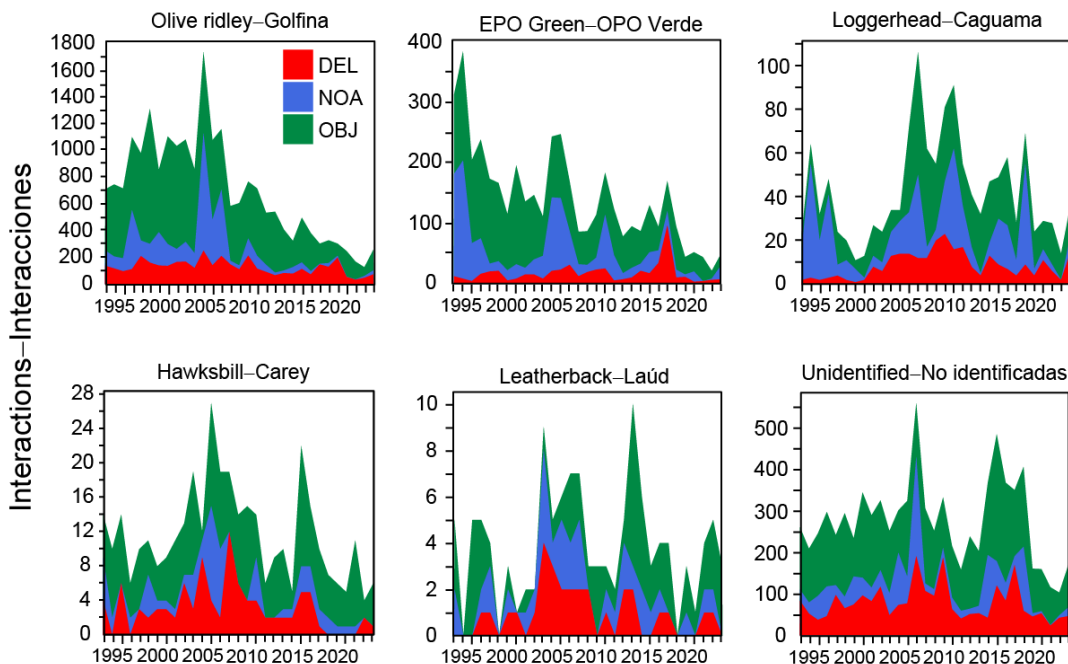 Interactions–Interacciones
Olive ridley–Golfina
1800
1600
1400
1200
1000
800
600
400
200
0
DEL
NOA
OBJ
1995 2000 2005 2010 2015 2020
EPO Green–OPO Verde
400
300
200
100
0
1995 2000 2005 2010 2015 2020
Loggerhead–Caguama
100
80
60
40
20
0
1995 2000 2005 2010 2015 2020
Hawksbill–Carey
28
24
20
16
12
8
4
0
1995 2000 2005 2010 2015 2020
Leatherback–Laúd
10
8
6
4
2
0
1995 2000 2005 2010 2015 2020
Unidentified–No identificadas
500
400
300
200
100
0
1995 2000 2005 2010 2015 2020